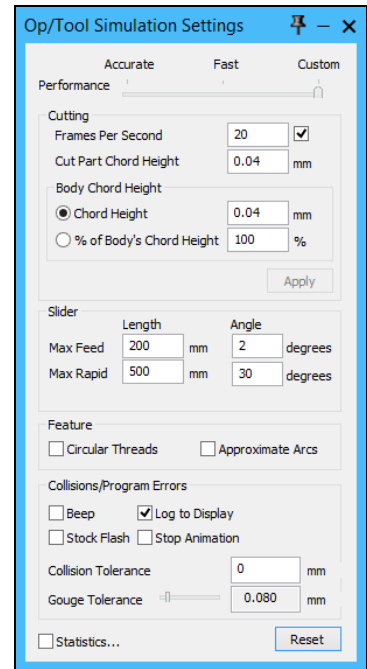 Op/Tool Simulation Settings
Accurate Fast Custom
Performance
Cutting
Frames Per Second 20
Cut Part Chord Height 0.04 mm
Body Chord Height
Chord Height 0.04 mm
% of Body's Chord Height 100 %
Apply
Slider
Length Angle
Max Feed 200 mm 2 degrees
Max Rapid 500 mm 30 degrees
Feature
Circular Threads Approximate Arcs
Collisions/Program Errors
Beep Log to Display
Stock Flash Stop Animation
Collision Tolerance 0 mm
Gouge Tolerance 0.080 mm
Statistics... Reset